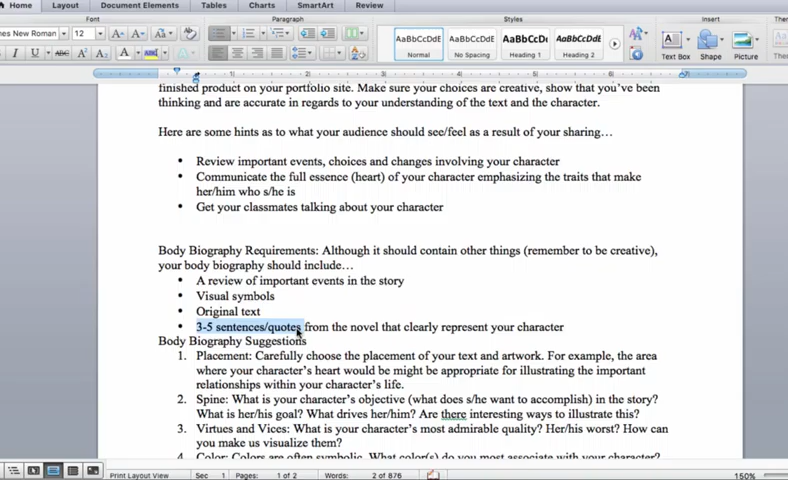 Home Layout Document Elements Tables Charts SmartArt Review
Font Paragraph Styles Insert
New Roman 12 A A Aa
I U ABC A A A ABC A
AaBbCcDdEe AaBbCcDdEe AaBbCcDc AaBbCcDdEe
Normal No Spacing Heading 1 Heading 2 Text Box Shape Picture
finished product on your portfolio site. Make sure your choices are creative, show that you've been
thinking and are accurate in regards to your understanding of the text and the character.
Here are some hints as to what your audience should see/feel as a result of your sharing…
• Review important events, choices and changes involving your character
• Communicate the full essence (heart) of your character emphasizing the traits that make
her/him who s/he is
• Get your classmates talking about your character
Body Biography Requirements: Although it should contain other things (remember to be creative),
your body biography should include…
• A review of important events in the story
• Visual symbols
• Original text
• 3-5 sentences/quotes from the novel that clearly represent your character
Body Biography Suggestions
1. Placement: Carefully choose the placement of your text and artwork. For example, the area
where your character's heart would be might be appropriate for illustrating the important
relationships within your character's life.
2. Spine: What is your character's objective (what does s/he want to accomplish) in the story?
What is her/his goal? What drives her/him? Are there interesting ways to illustrate this?
3. Virtues and Vices: What is your character's most admirable quality? Her/his worst? How can
you make us visualize them?
4. Color: Colors are often symbolic. What color(s) do you most associate with your character?
Print Layout View Sec 1 Pages: 1 of 2 Words: 2 of 876 150%